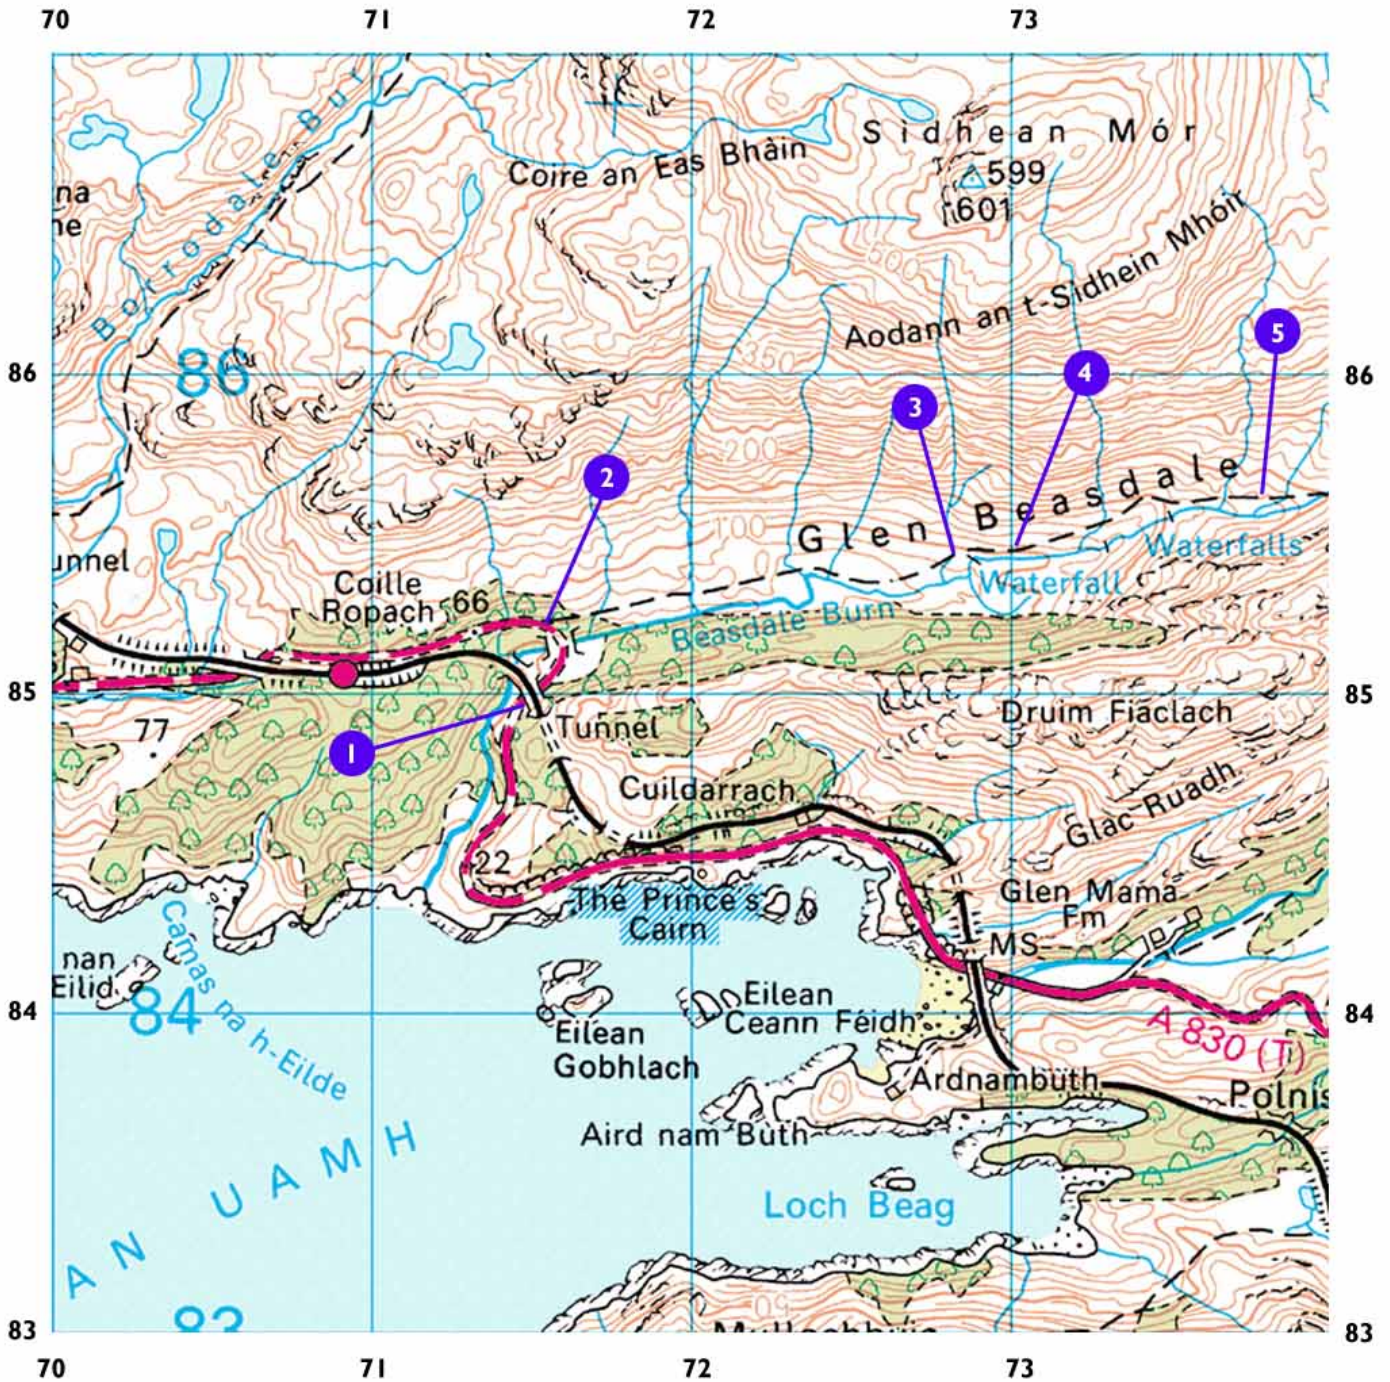 70 71 72 73
Borrodale Bur
Sidhean Mór
Coire an Eas Bhàin
599
na
601
ne
500
Aodann an t-Sidhein Mhóir
5
350
86 86 4 86
3
200
2
Glen Beasdale
100
Waterfalls
unnel
Coille
Ropach
66
Waterfall
Beasdale Burn
85 85
77
Tunnel
Druim Fiaclach
1
Cuildarrach
Glac Ruadh
22
The Prince's
Cairn
Glen Mama
Fm
MS
Camas na h-Eilde
nan
Eilid
84 84 84
Eilean
Ceann Féidh
Eilean
Gobhlach
A 830 (T)
Ardnambuth
Polnis
Aird nam Buth
AN UAMH
Loch Beag
50
83
83 83
70 71 72 73